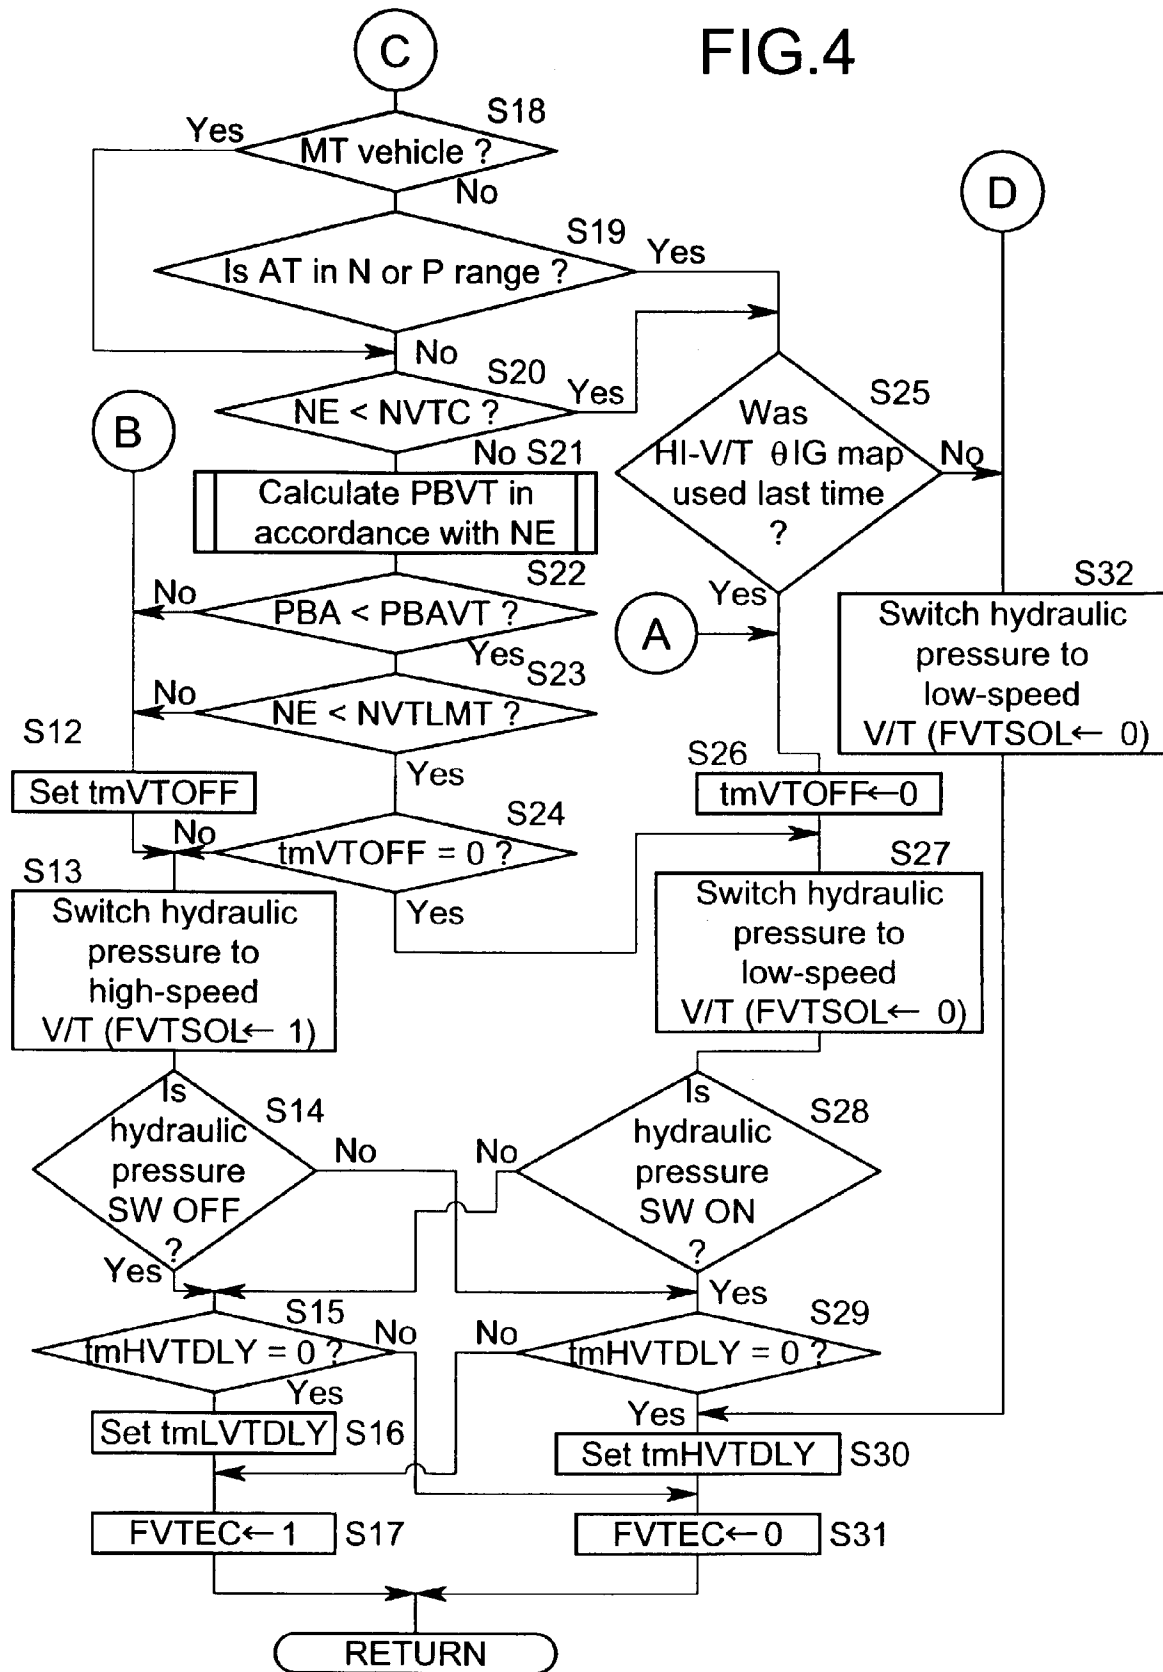 FIG.4
C
S18
Yes
MT vehicle ?
No
D
S19
Is AT in N or P range ?
Yes
No
S20
NE < NVTC ?
Yes
B
S25
Was
HI-V/T θIG map
used last time
?
No
Yes
No S21
Calculate PBVT in
accordance with NE
S22
PBA < PBAVT ?
No
Yes
A
S32
Switch hydraulic
pressure to
low-speed
V/T (FVTSOL← 0)
S23
NE < NVTLMT ?
No
Yes
S12
Set tmVTOFF
S26
tmVTOFF←0
S24
tmVTOFF = 0 ?
No
Yes
S13
Switch hydraulic
pressure to
high-speed
V/T (FVTSOL← 1)
S27
Switch hydraulic
pressure to
low-speed
V/T (FVTSOL← 0)
S14
Is
hydraulic
pressure
SW OFF
?
No
Yes
S28
Is
hydraulic
pressure
SW ON
?
No
Yes
S15
tmHVTDLY = 0 ?
No
Yes
S29
tmHVTDLY = 0 ?
No
Yes
Set tmLVTDLY S16
Set tmHVTDLY S30
FVTEC← 1 S17
FVTEC←0 S31
RETURN